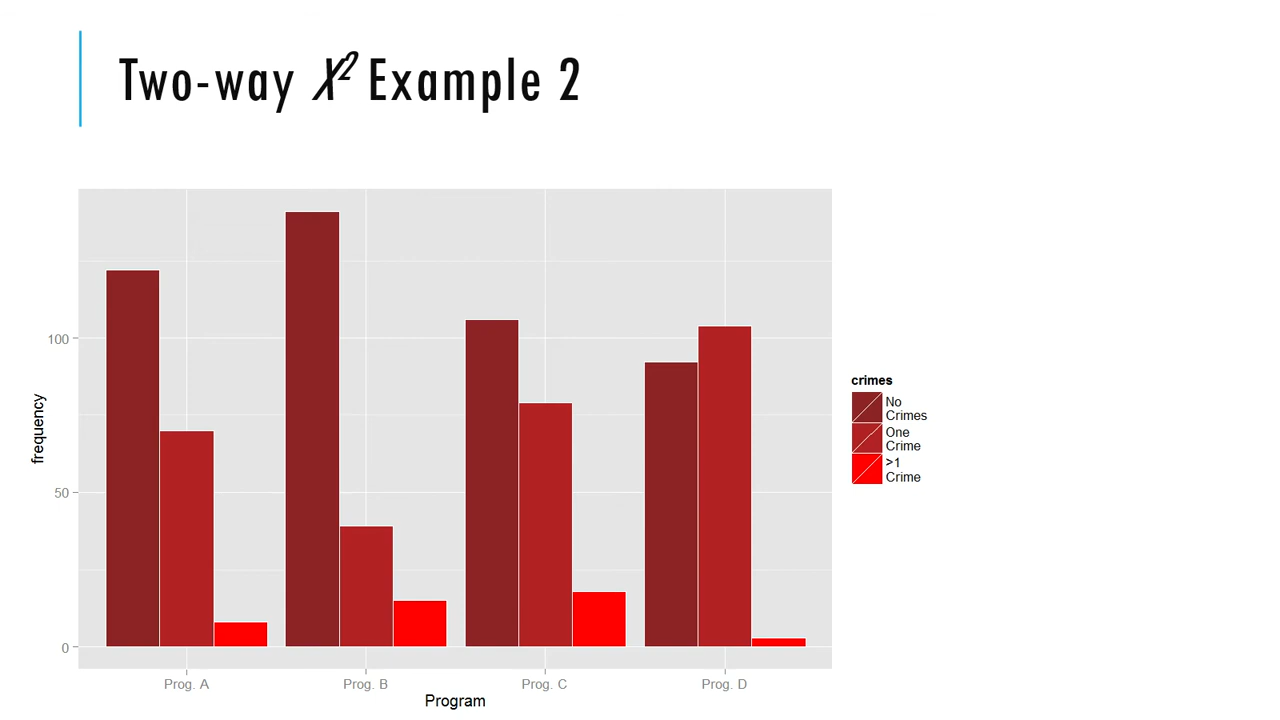 Two-way X² Example 2
frequency
100
50
0
Prog. A
Prog. B
Prog. C
Prog. D
Program
crimes
No
Crimes
One
Crime
>1
Crime